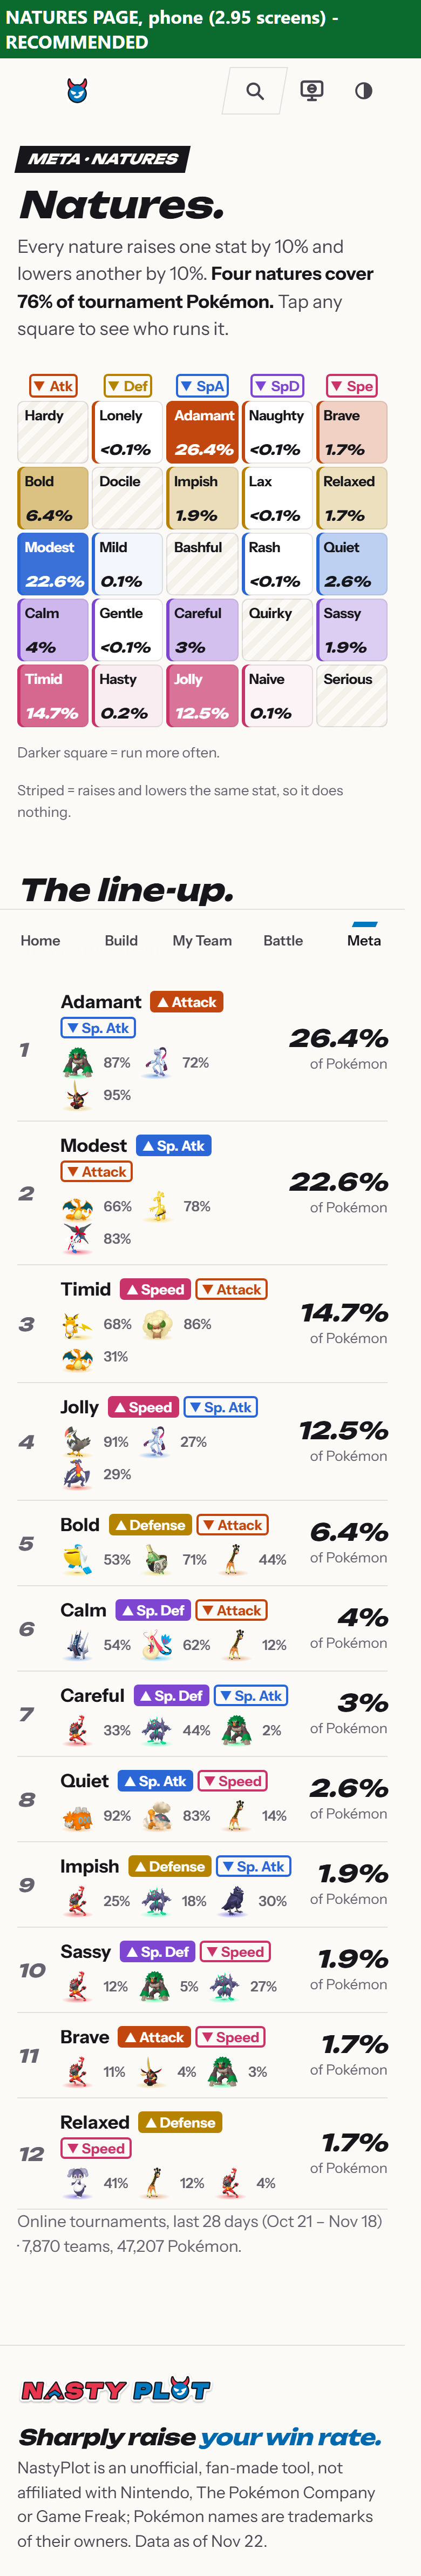 NATURES PAGE, phone (2.95 screens) -
RECOMMENDED
META · NATURES
Natures.
Every nature raises one stat by 10% and
lowers another by 10%. Four natures cover
76% of tournament Pokémon. Tap any
square to see who runs it.
▼ Atk ▼ Def ▼ SpA ▼ SpD ▼ Spe
Hardy Lonely Adamant Naughty Brave
<0.1% 26.4% <0.1% 1.7%
Bold Docile Impish Lax Relaxed
6.4% 1.9% <0.1% 1.7%
Modest Mild Bashful Rash Quiet
22.6% 0.1% <0.1% 2.6%
Calm Gentle Careful Quirky Sassy
4% <0.1% 3% 1.9%
Timid Hasty Jolly Naive Serious
14.7% 0.2% 12.5% 0.1%
Darker square = run more often.
Striped = raises and lowers the same stat, so it does
nothing.
The line-up.
Home Build My Team Battle Meta
1 Adamant ▲ Attack
▼ Sp. Atk 26.4%
87% 72% of Pokémon
95%
2 Modest ▲ Sp. Atk
▼ Attack 22.6%
66% 78% of Pokémon
83%
3 Timid ▲ Speed ▼ Attack 14.7%
68% 86% of Pokémon
31%
4 Jolly ▲ Speed ▼ Sp. Atk 12.5%
91% 27% of Pokémon
29%
5 Bold ▲ Defense ▼ Attack 6.4%
53% 71% 44% of Pokémon
6 Calm ▲ Sp. Def ▼ Attack 4%
54% 62% 12% of Pokémon
7 Careful ▲ Sp. Def ▼ Sp. Atk 3%
33% 44% 2% of Pokémon
8 Quiet ▲ Sp. Atk ▼ Speed 2.6%
92% 83% 14% of Pokémon
9 Impish ▲ Defense ▼ Sp. Atk 1.9%
25% 18% 30% of Pokémon
10 Sassy ▲ Sp. Def ▼ Speed 1.9%
12% 5% 27% of Pokémon
11 Brave ▲ Attack ▼ Speed 1.7%
11% 4% 3% of Pokémon
12 Relaxed ▲ Defense
▼ Speed 1.7%
41% 12% 4% of Pokémon
Online tournaments, last 28 days (Oct 21 – Nov 18)
· 7,870 teams, 47,207 Pokémon.
NASTY PLOT
Sharply raise your win rate.
NastyPlot is an unofficial, fan-made tool, not
affiliated with Nintendo, The Pokémon Company
or Game Freak; Pokémon names are trademarks
of their owners. Data as of Nov 22.